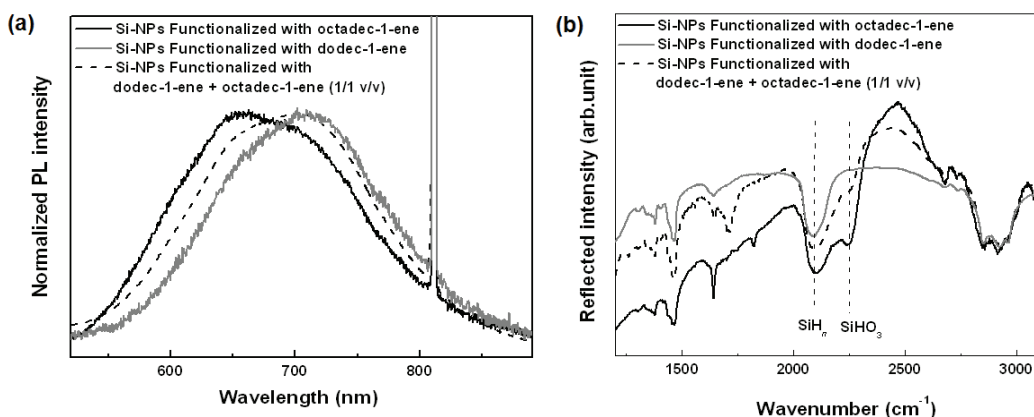 (a)
Si-NPs Functionalized with octadec-1-ene
Si-NPs Functionalized with dodec-1-ene
Si-NPs Functionalized with
dodec-1-ene + octadec-1-ene (1/1 v/v)
Normalized PL intensity
600
700
800
Wavelength (nm)
(b)
Si-NPs Functionalized with octadec-1-ene
Si-NPs Functionalized with dodec-1-ene
Si-NPs Functionalized with
dodec-1-ene + octadec-1-ene (1/1 v/v)
Reflected intensity (arb.unit)
SiHₙ
SiHO₃
1500
2000
2500
3000
Wavenumber (cm⁻¹)